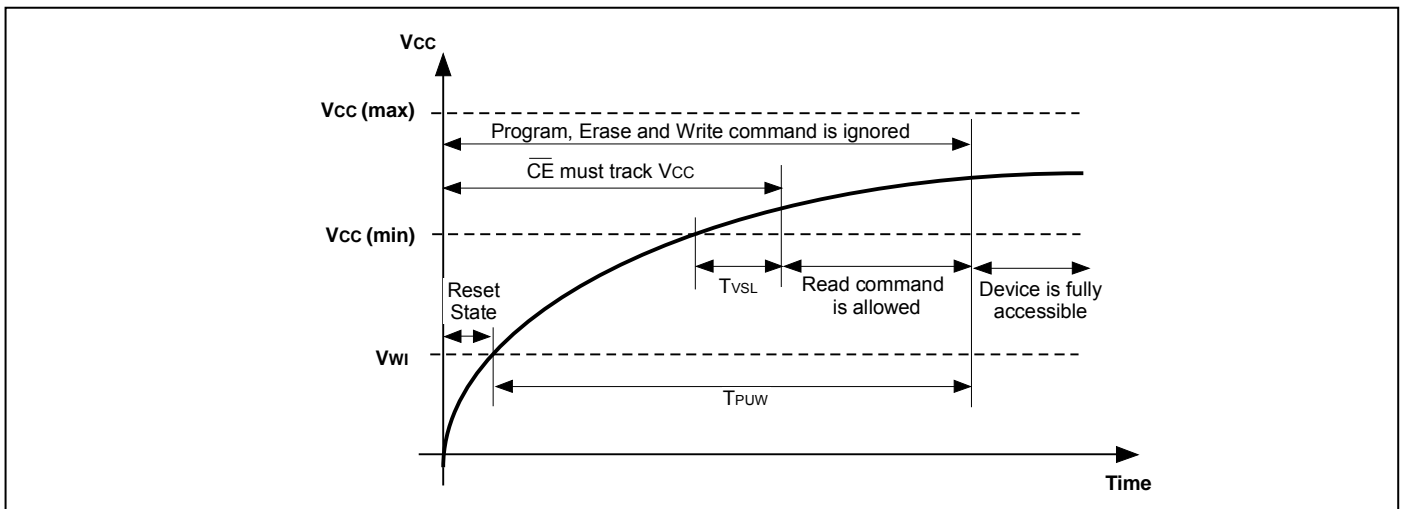 Vcc
Vcc (max)
Program, Erase and Write command is ignored
CE must track Vcc
Vcc (min)
TVSL
Read command
is allowed
Device is fully
accessible
Reset
State
VWI
TPUW
Time